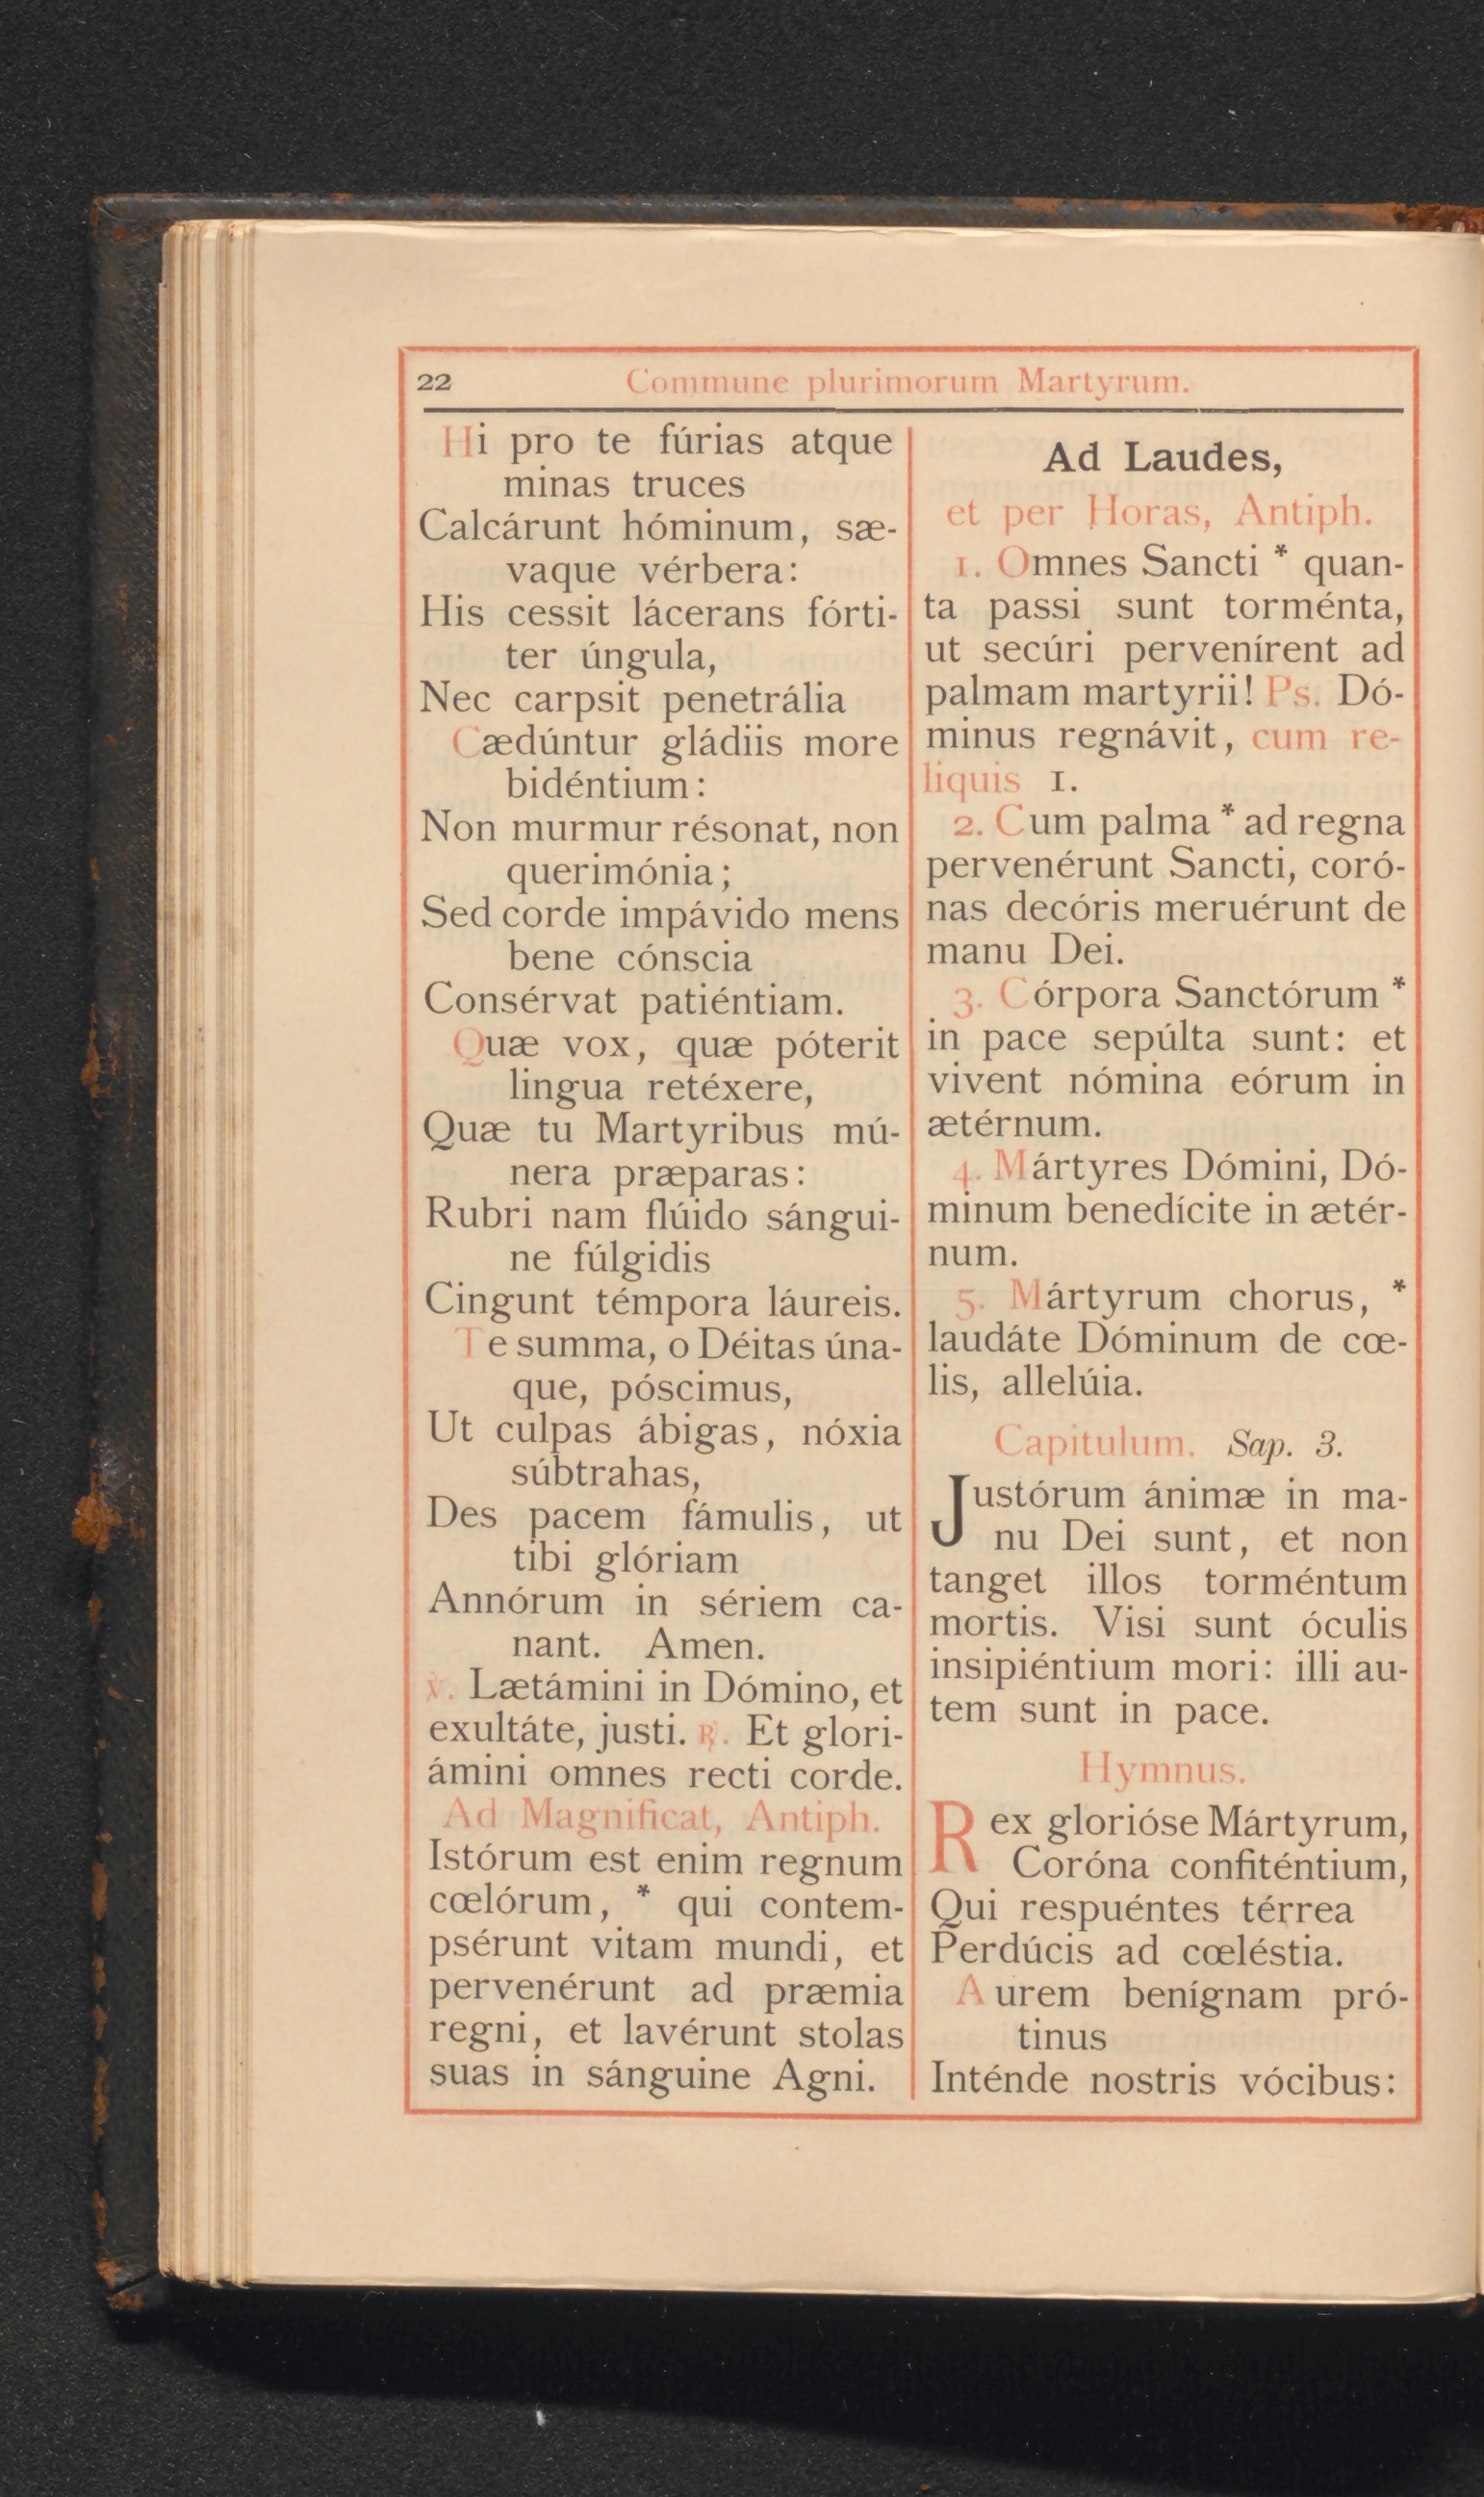 22 Commune plurimorum Martyrum.
Hi pro te fúrias atque
minas truces
Calcárunt hóminum, sæ-
vaque vérbera:
His cessit lácerans fórti-
ter úngula,
Nec carpsit penetrália
Cædúntur gládiis more
bidéntium:
Non murmur résonat, non
querimónia;
Sed corde impávido mens
bene cónscia
Consérvat patiéntiam.
Quæ vox, quæ póterit
lingua retéxere,
Quæ tu Martyribus mú-
nera præparas:
Rubri nam flúido sángui-
ne fúlgidis
Cingunt témpora láureis.
Te summa, o Déitas úna-
que, póscimus,
Ut culpas ábigas, nóxia
súbtrahas,
Des pacem fámulis, ut
tibi glóriam
Annórum in sériem ca-
nant. Amen.
℣. Lætámini in Dómino, et
exultáte, justi. ℟. Et glori-
ámini omnes recti corde.
Ad Magnificat, Antiph.
Istórum est enim regnum
cœlórum, * qui contem-
psérunt vitam mundi, et
pervenérunt ad præmia
regni, et lavérunt stolas
suas in sánguine Agni.
Ad Laudes,
et per Horas, Antiph.
1. Omnes Sancti * quan-
ta passi sunt torménta,
ut secúri pervenírent ad
palmam martyrii! Ps. Dó-
minus regnávit, cum re-
liquis 1.
2. Cum palma * ad regna
pervenérunt Sancti, coró-
nas decóris meruérunt de
manu Dei.
3. Córpora Sanctórum *
in pace sepúlta sunt: et
vivent nómina eórum in
ætérnum.
4. Mártyres Dómini, Dó-
minum benedícite in ætér-
num.
5. Mártyrum chorus, *
laudáte Dóminum de cœ-
lis, allelúia.
Capitulum. Sap. 3.
Justórum ánimæ in ma-
nu Dei sunt, et non
tanget illos torméntum
mortis. Visi sunt óculis
insipiéntium mori: illi au-
tem sunt in pace.
Hymnus.
Rex glorióse Mártyrum,
Coróna confiténtium,
Qui respuéntes térrea
Perdúcis ad cœléstia.
Aurem benígnam pró-
tinus
Inténde nostris vócibus: